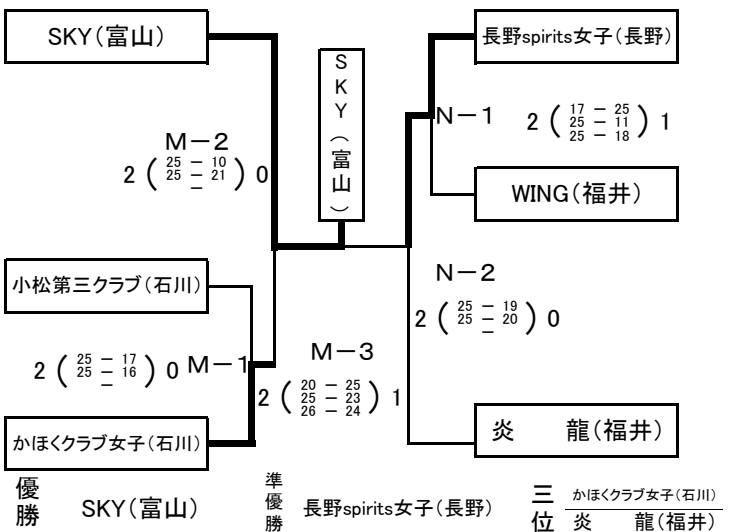 SKY(富山)
長野spirits女子(長野)
SKY(富山)
N-1
2 ( 17 - 25
25 - 11
25 - 18 ) 1
M-2
2 ( 25 - 10
25 - 21
- ) 0
WING(福井)
小松第三クラブ(石川)
N-2
2 ( 25 - 19
25 - 20
- ) 0
M-1
2 ( 25 - 17
25 - 16
- ) 0
M-3
2 ( 20 - 25
25 - 23
26 - 24 ) 1
かほくクラブ女子(石川)
炎 龍(福井)
優勝 SKY(富山)
準優勝 長野spirits女子(長野)
三位 かほくクラブ女子(石川)
炎 龍(福井)